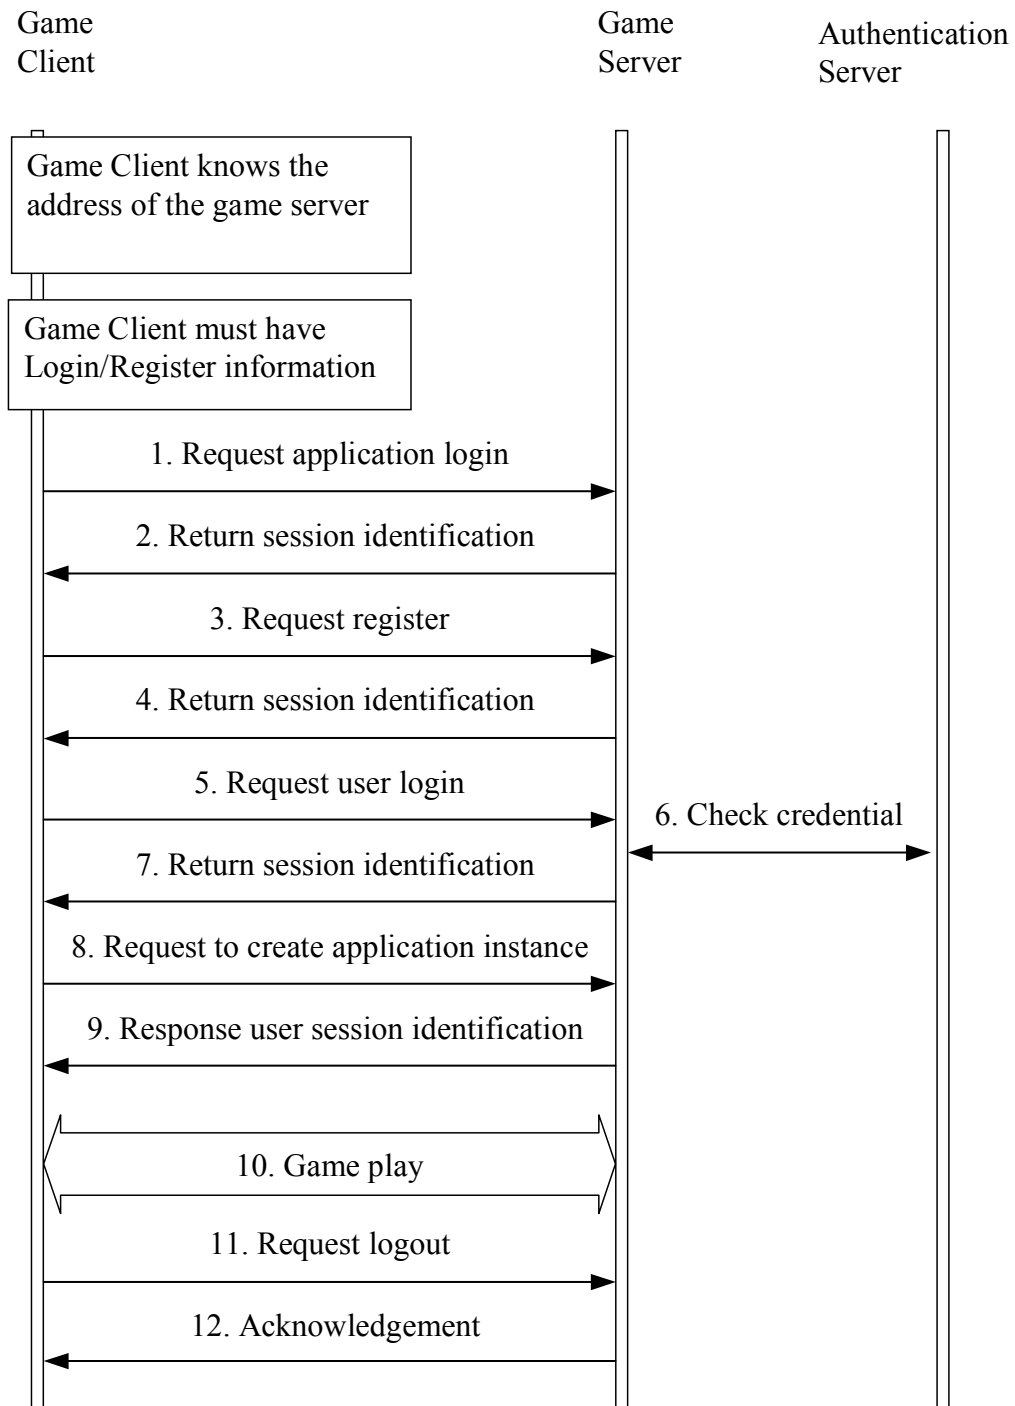 Game
Client
Game
Server
Authentication
Server
Game Client knows the
address of the game server
Game Client must have
Login/Register information
1. Request application login
2. Return session identification
3. Request register
4. Return session identification
5. Request user login
6. Check credential
7. Return session identification
8. Request to create application instance
9. Response user session identification
10. Game play
11. Request logout
12. Acknowledgement